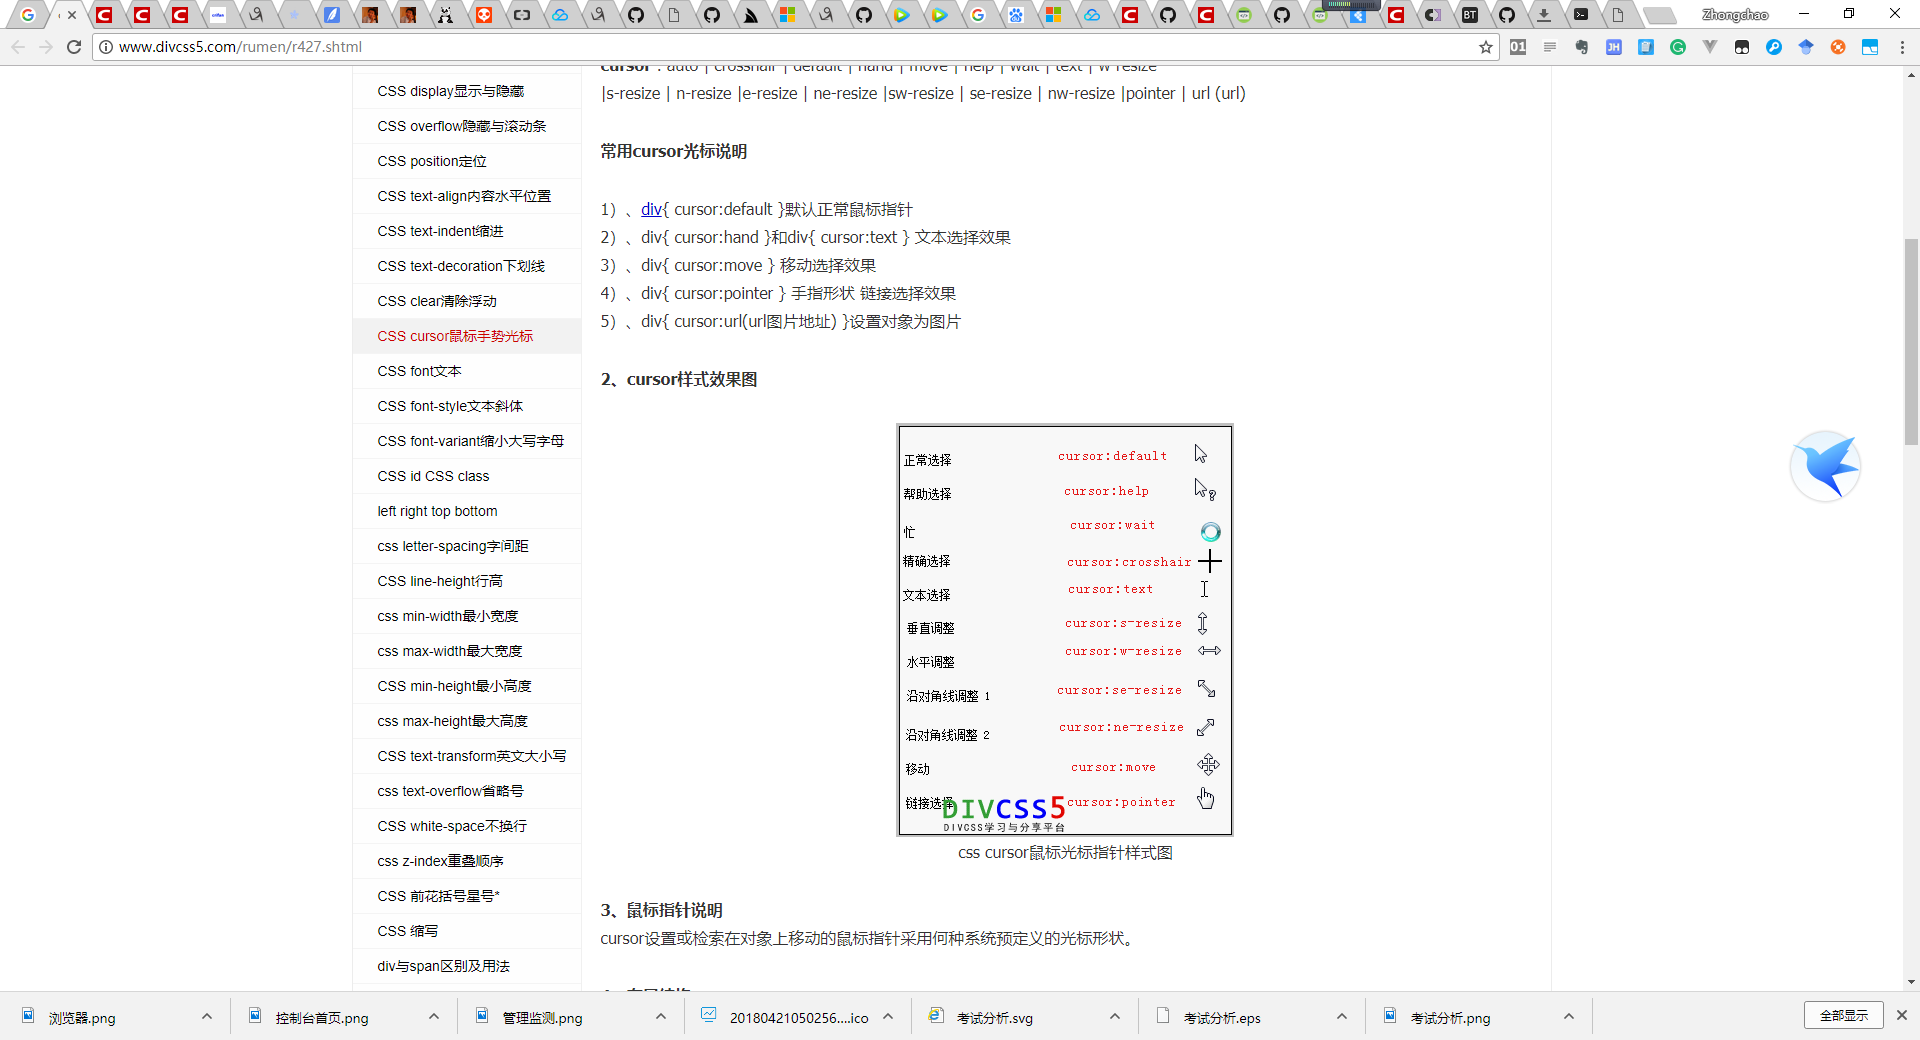 Zhongchao
www.divcss5.com/rumen/r427.shtml
cursor : auto | crosshair | default | hand | move | help | wait | text | w-resize
|s-resize | n-resize |e-resize | ne-resize |sw-resize | se-resize | nw-resize |pointer | url (url)
CSS display显示与隐藏
CSS overflow隐藏与滚动条
CSS position定位
CSS text-align内容水平位置
CSS text-indent缩进
CSS text-decoration下划线
CSS clear清除浮动
CSS cursor鼠标手势光标
CSS font文本
CSS font-style文本斜体
CSS font-variant缩小大写字母
CSS id CSS class
left right top bottom
css letter-spacing字间距
CSS line-height行高
css min-width最小宽度
css max-width最大宽度
CSS min-height最小高度
css max-height最大高度
CSS text-transform英文大小写
css text-overflow省略号
CSS white-space不换行
css z-index重叠顺序
CSS 前花括号星号*
CSS 缩写
div与span区别及用法
常用cursor光标说明
1）、div{ cursor:default }默认正常鼠标指针
2）、div{ cursor:hand }和div{ cursor:text } 文本选择效果
3）、div{ cursor:move } 移动选择效果
4）、div{ cursor:pointer } 手指形状 链接选择效果
5）、div{ cursor:url(url图片地址) }设置对象为图片
2、cursor样式效果图
正常选择 cursor:default
帮助选择 cursor:help
忙 cursor:wait
精确选择 cursor:crosshair
文本选择 cursor:text
垂直调整 cursor:s-resize
水平调整 cursor:w-resize
沿对角线调整 1 cursor:se-resize
沿对角线调整 2 cursor:ne-resize
移动 cursor:move
链接选择 cursor:pointer
DIVCSS5
DIVCSS学习与分享平台
css cursor鼠标光标指针样式图
3、鼠标指针说明
cursor设置或检索在对象上移动的鼠标指针采用何种系统预定义的光标形状。
浏览器.png
控制台首页.png
管理监测.png
20180421050256....ico
考试分析.svg
考试分析.eps
考试分析.png
全部显示